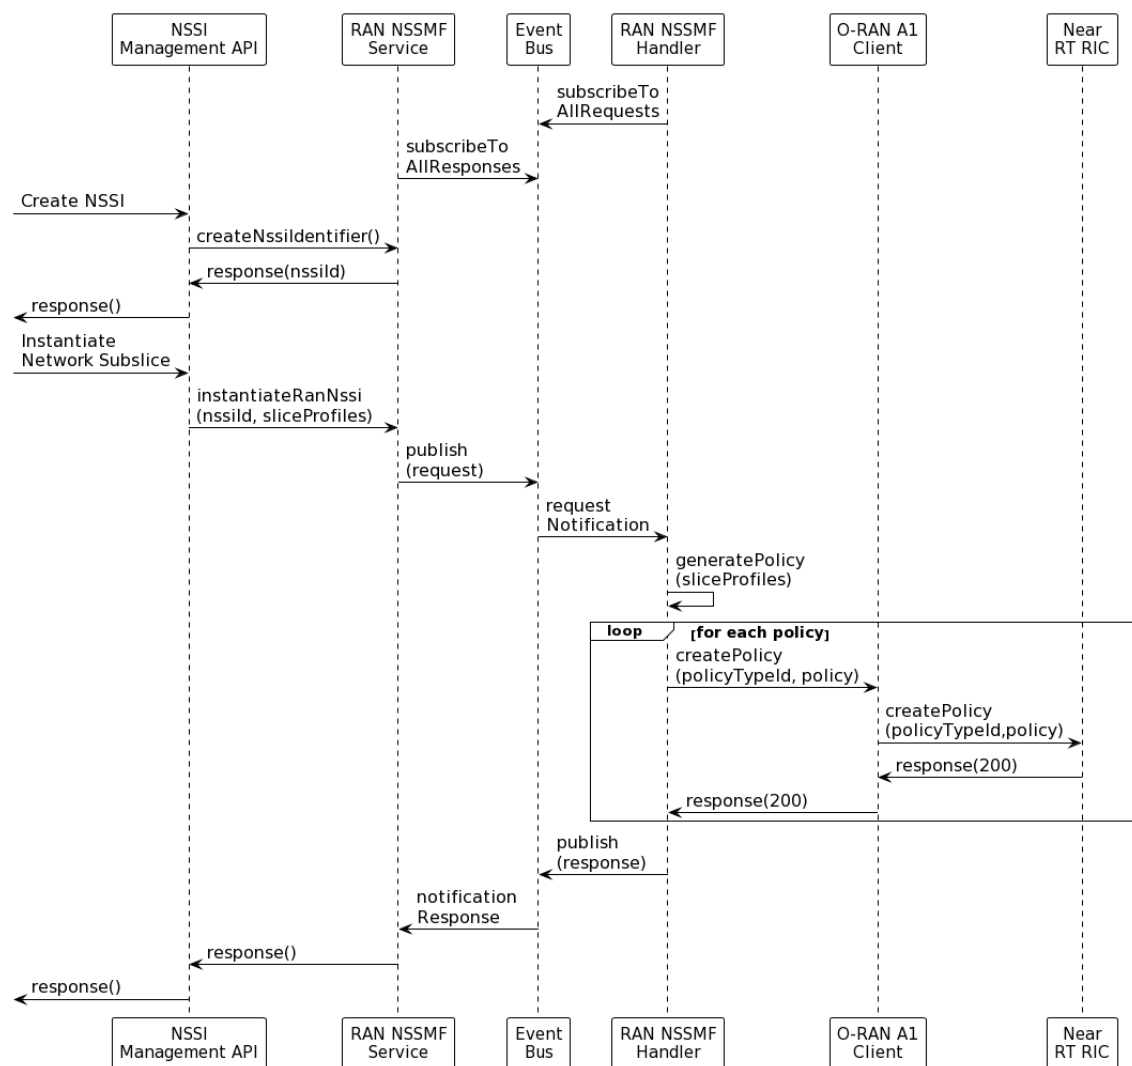 NSSI
Management API
RAN NSSMF
Service
Event
Bus
RAN NSSMF
Handler
O-RAN A1
Client
Near
RT RIC
subscribeTo
AllRequests
subscribeTo
AllResponses
Create NSSI
createNssiIdentifier()
response(nssiId)
response()
Instantiate
Network Subslice
instantiateRanNssi
(nssiId, sliceProfiles)
publish
(request)
request
Notification
generatePolicy
(sliceProfiles)
loop [for each policy]
createPolicy
(policyTypeId, policy)
createPolicy
(policyTypeId,policy)
response(200)
response(200)
publish
(response)
notification
Response
response()
response()
NSSI
Management API
RAN NSSMF
Service
Event
Bus
RAN NSSMF
Handler
O-RAN A1
Client
Near
RT RIC